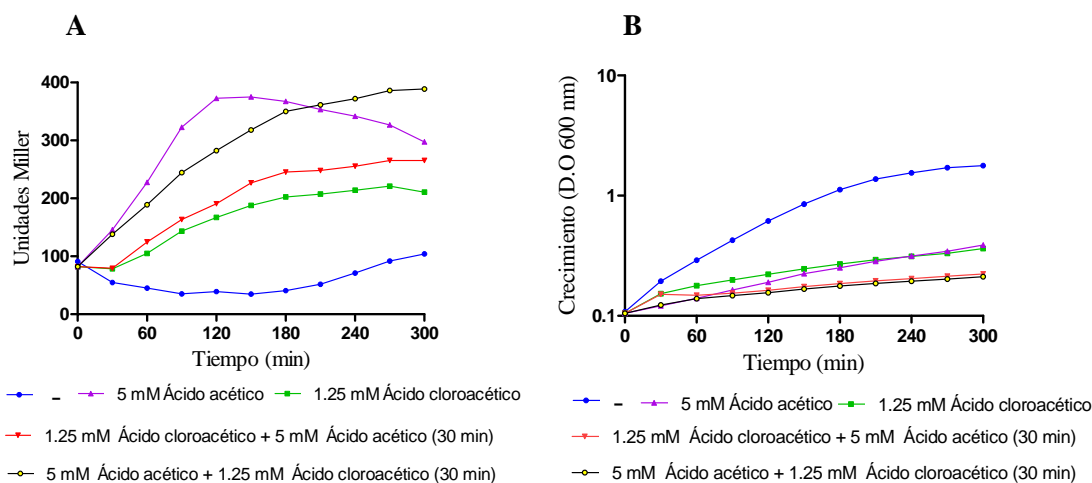 A
B
Unidades Miller
400
300
200
100
0
0 60 120 180 240 300
Tiempo (min)
Crecimiento (D.O 600 nm)
10
1
0.1
0 60 120 180 240 300
Tiempo (min)
– 5 mM Ácido acético 1.25 mM Ácido cloroacético
1.25 mM Ácido cloroacético + 5 mM Ácido acético (30 min)
5 mM Ácido acético + 1.25 mM Ácido cloroacético (30 min)
– 5 mM Ácido acético 1.25 mM Ácido cloroacético
1.25 mM Ácido cloroacético + 5 mM Ácido acético (30 min)
5 mM Ácido acético + 1.25 mM Ácido cloroacético (30 min)